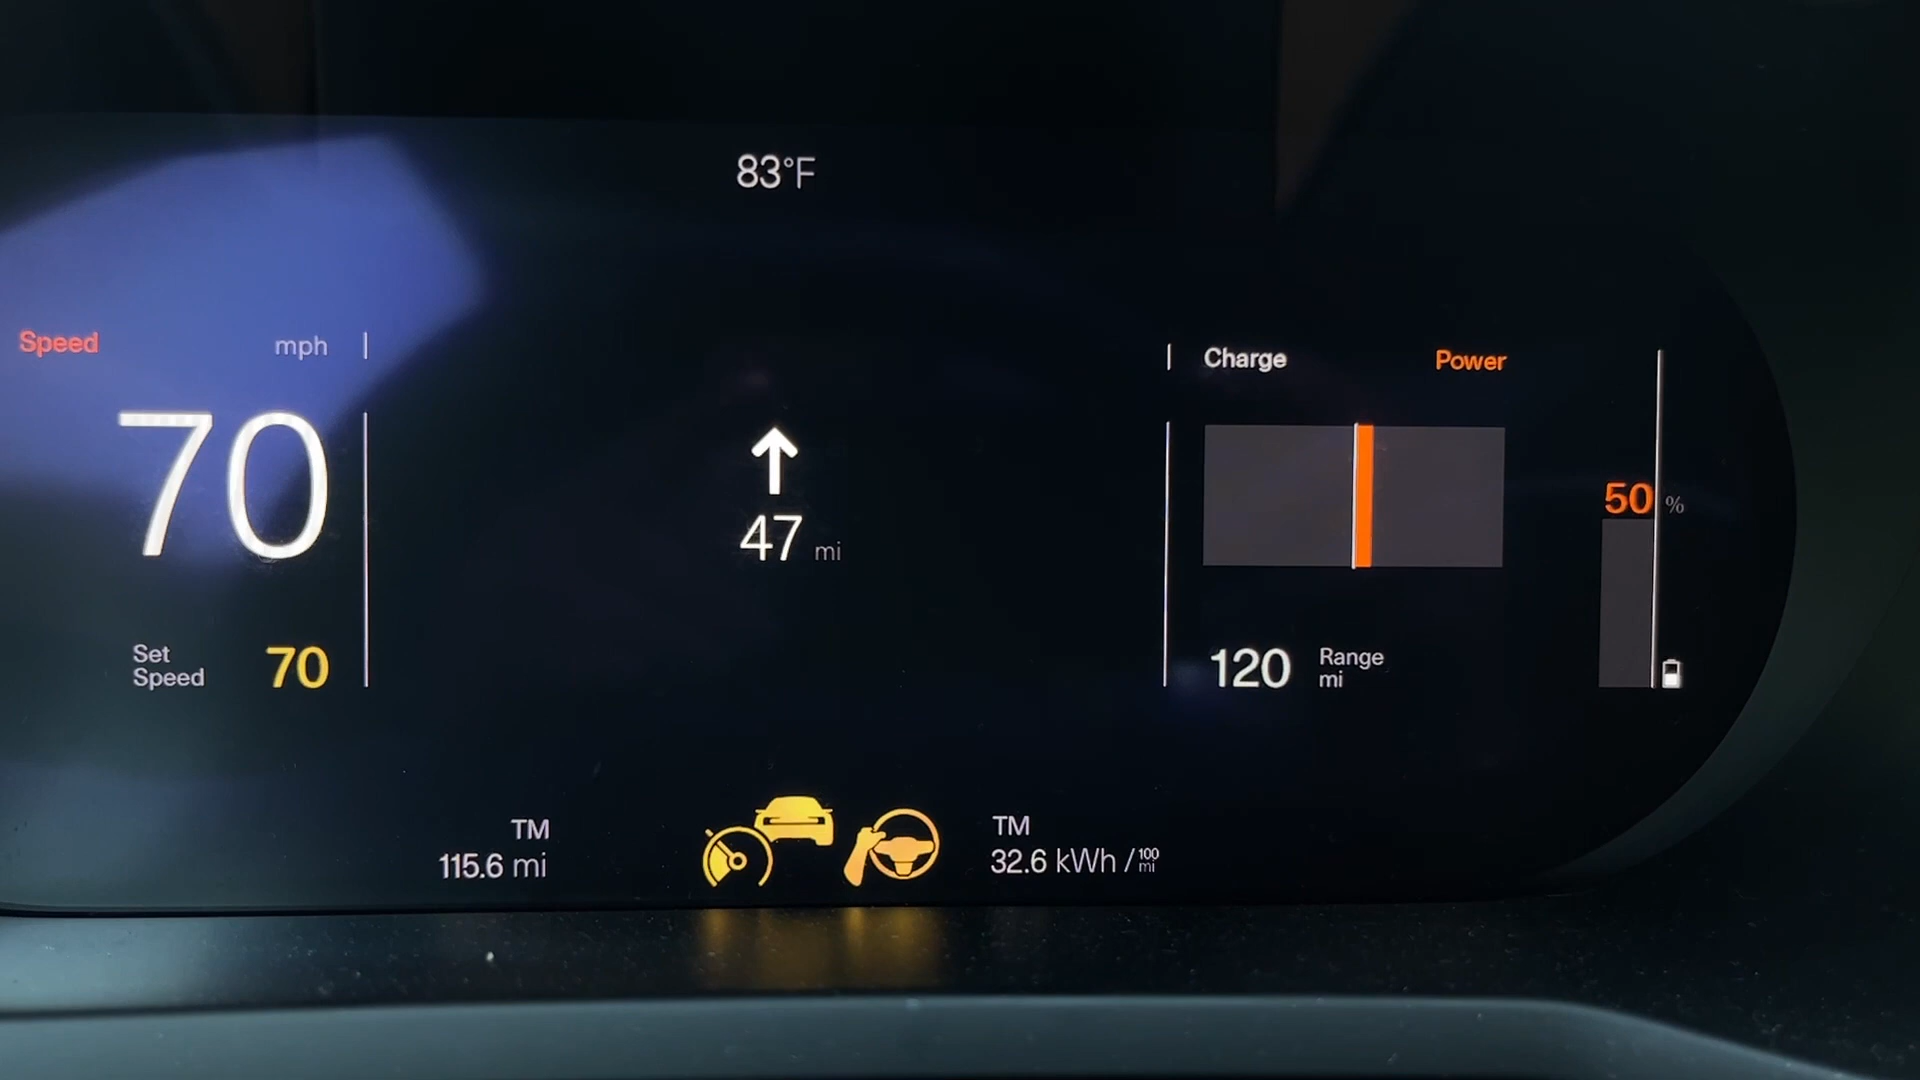 83°F
Speed mph
70
Set Speed 70
47 mi
Charge Power
50 %
120 Range mi
TM
115.6 mi
TM
32.6 kWh / 100 mi